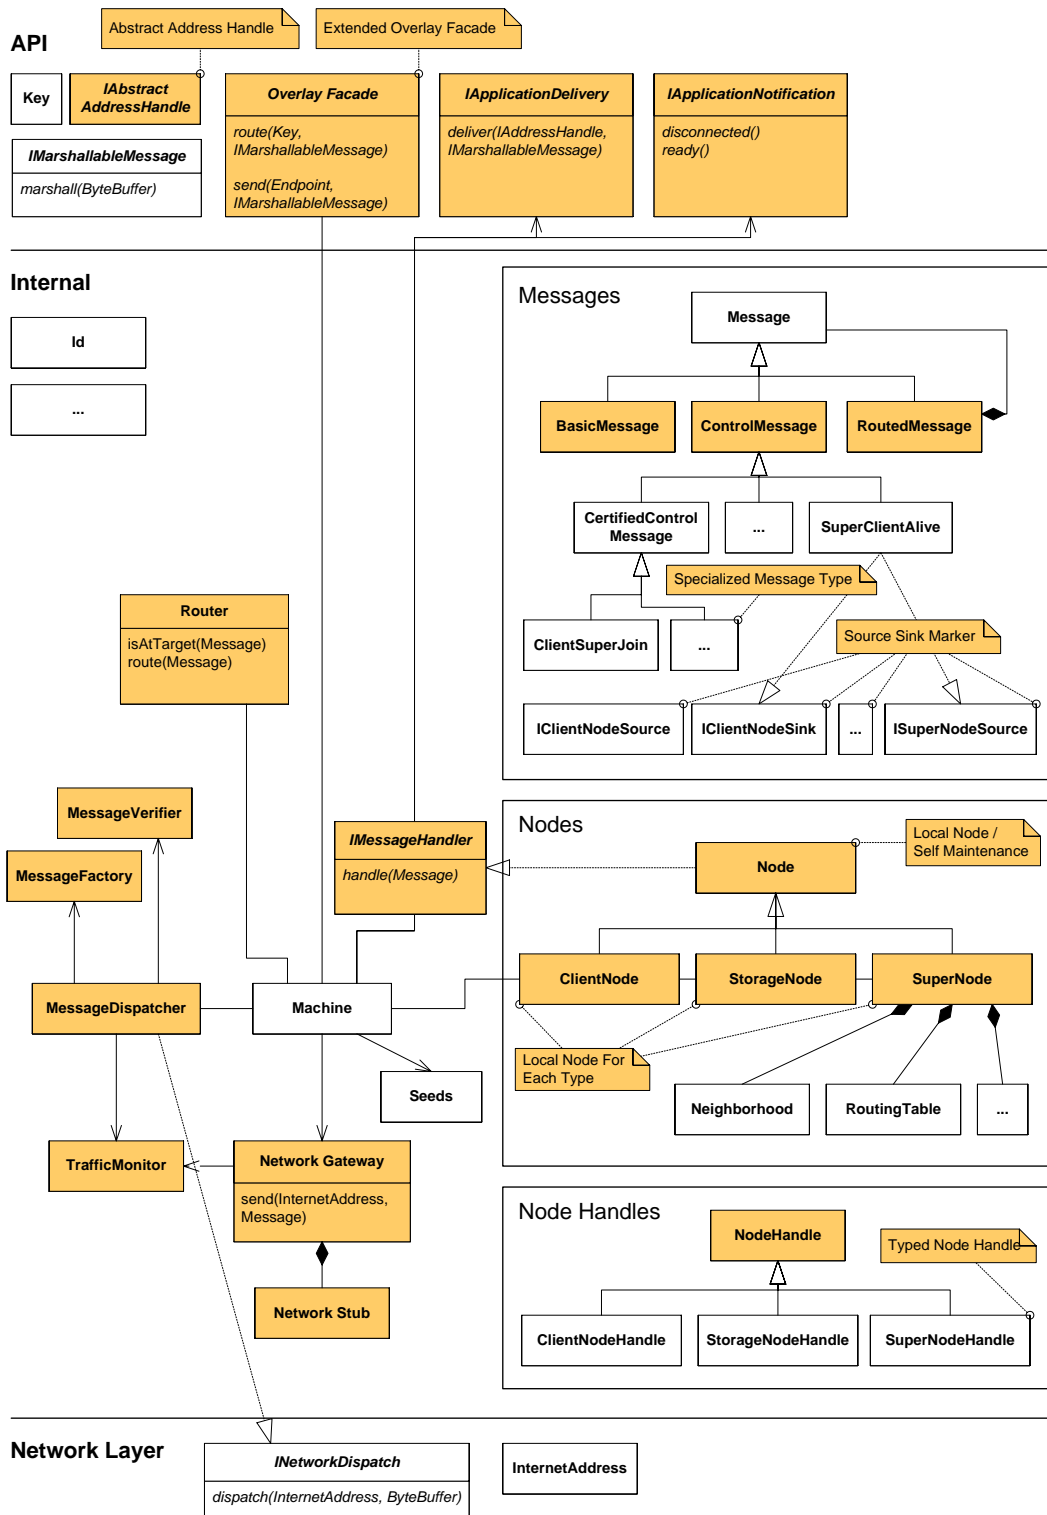 API
Abstract Address Handle
Extended Overlay Facade
Key
IAbstract
AddressHandle
IMarshallableMessage
marshall(ByteBuffer)
Overlay Facade
route(Key,
IMarshallableMessage)
send(Endpoint,
IMarshallableMessage)
IApplicationDelivery
deliver(IAddressHandle,
IMarshallableMessage)
IApplicationNotification
disconnected()
ready()
Internal
Id
...
Messages
Message
BasicMessage
ControlMessage
RoutedMessage
CertifiedControl
Message
...
SuperClientAlive
Specialized Message Type
ClientSuperJoin
...
Source Sink Marker
IClientNodeSource
IClientNodeSink
...
ISuperNodeSource
Router
isAtTarget(Message)
route(Message)
MessageVerifier
MessageFactory
IMessageHandler
handle(Message)
MessageDispatcher
Machine
Seeds
TrafficMonitor
Network Gateway
send(InternetAddress,
Message)
Network Stub
Nodes
Local Node /
Self Maintenance
Node
ClientNode
StorageNode
SuperNode
Local Node For
Each Type
Neighborhood
RoutingTable
...
Node Handles
NodeHandle
Typed Node Handle
ClientNodeHandle
StorageNodeHandle
SuperNodeHandle
Network Layer
INetworkDispatch
dispatch(InternetAddress, ByteBuffer)
InternetAddress